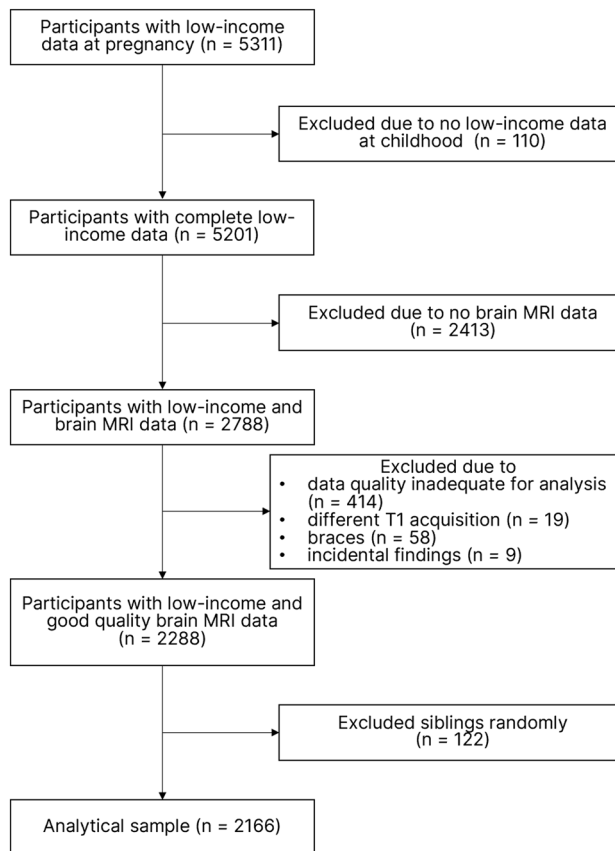 Participants with low-income
data at pregnancy (n = 5311)
Excluded due to no low-income data
at childhood (n = 110)
Participants with complete low-
income data (n = 5201)
Excluded due to no brain MRI data
(n = 2413)
Participants with low-income and
brain MRI data (n = 2788)
Excluded due to
• data quality inadequate for analysis
(n = 414)
• different T1 acquisition (n = 19)
• braces (n = 58)
• incidental findings (n = 9)
Participants with low-income and
good quality brain MRI data
(n = 2288)
Excluded siblings randomly
(n = 122)
Analytical sample (n = 2166)